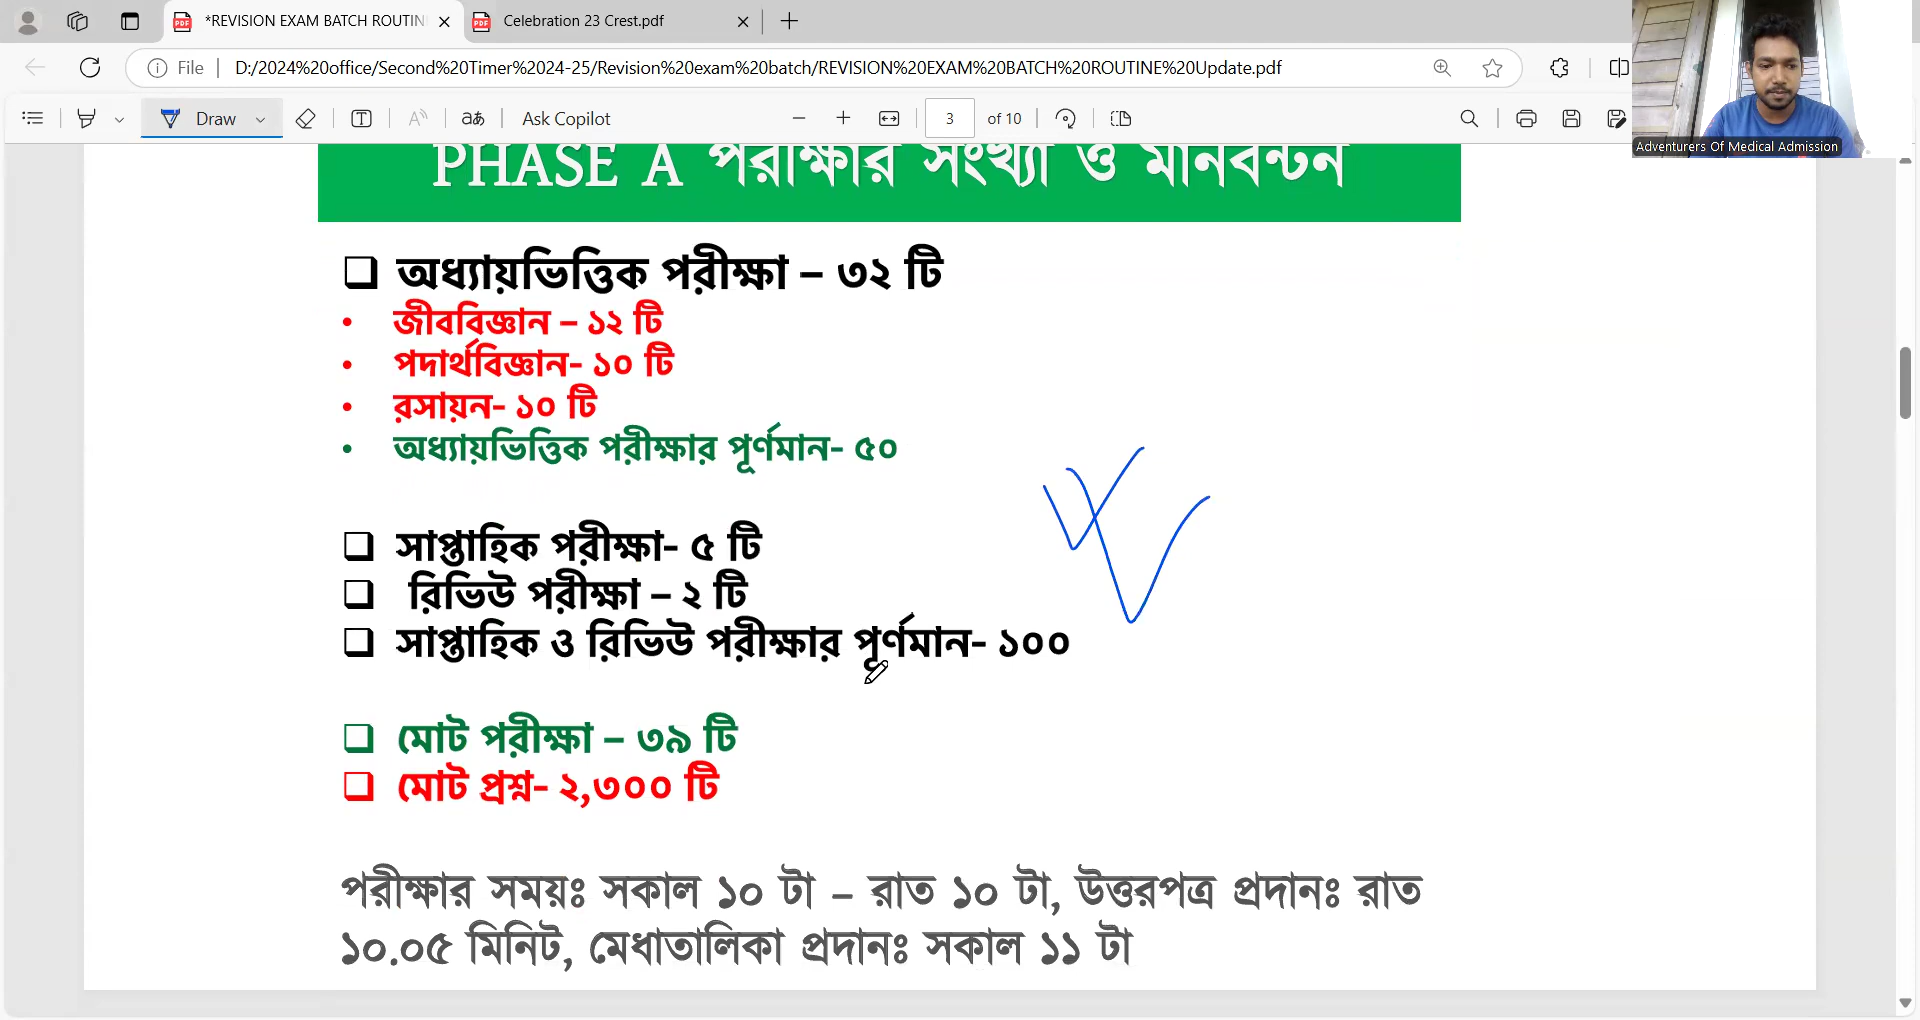 *REVISION EXAM BATCH ROUTIN
Celebration 23 Crest.pdf
File
D:/2024%20office/Second%20Timer%2024-25/Revision%20exam%20batch/REVISION%20EXAM%20BATCH%20ROUTINE%20Update.pdf
Draw
aあ
Ask Copilot
3 of 10
Adventurers Of Medical Admission
PHASE A পরীক্ষার সংখ্যা ও মানবন্টন
অধ্যায়ভিত্তিক পরীক্ষা – ৩২ টি
• জীববিজ্ঞান – ১২ টি
• পদার্থবিজ্ঞান- ১০ টি
• রসায়ন- ১০ টি
• অধ্যায়ভিত্তিক পরীক্ষার পূর্ণমান- ৫০
সাপ্তাহিক পরীক্ষা- ৫ টি
রিভিউ পরীক্ষা – ২ টি
সাপ্তাহিক ও রিভিউ পরীক্ষার পূর্ণমান- ১০০
মোট পরীক্ষা – ৩৯ টি
মোট প্রশ্ন- ২,৩০০ টি
পরীক্ষার সময়ঃ সকাল ১০ টা – রাত ১০ টা, উত্তরপত্র প্রদানঃ রাত
১০.০৫ মিনিট, মেধাতালিকা প্রদানঃ সকাল ১১ টা